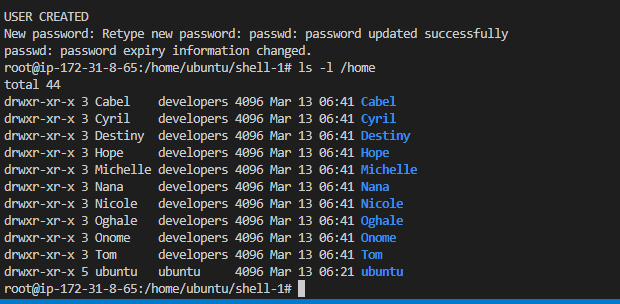 USER CREATED
New password: Retype new password: passwd: password updated successfully
passwd: password expiry information changed.
root@ip-172-31-8-65:/home/ubuntu/shell-1# ls -l /home
total 44
drwxr-xr-x 3 Cabel    developers 4096 Mar 13 06:41 Cabel
drwxr-xr-x 3 Cyril    developers 4096 Mar 13 06:41 Cyril
drwxr-xr-x 3 Destiny  developers 4096 Mar 13 06:41 Destiny
drwxr-xr-x 3 Hope     developers 4096 Mar 13 06:41 Hope
drwxr-xr-x 3 Michelle developers 4096 Mar 13 06:41 Michelle
drwxr-xr-x 3 Nana     developers 4096 Mar 13 06:41 Nana
drwxr-xr-x 3 Nicole   developers 4096 Mar 13 06:41 Nicole
drwxr-xr-x 3 Oghale   developers 4096 Mar 13 06:41 Oghale
drwxr-xr-x 3 Onome    developers 4096 Mar 13 06:41 Onome
drwxr-xr-x 3 Tom      developers 4096 Mar 13 06:41 Tom
drwxr-xr-x 5 ubuntu   ubuntu     4096 Mar 13 06:21 ubuntu
root@ip-172-31-8-65:/home/ubuntu/shell-1#